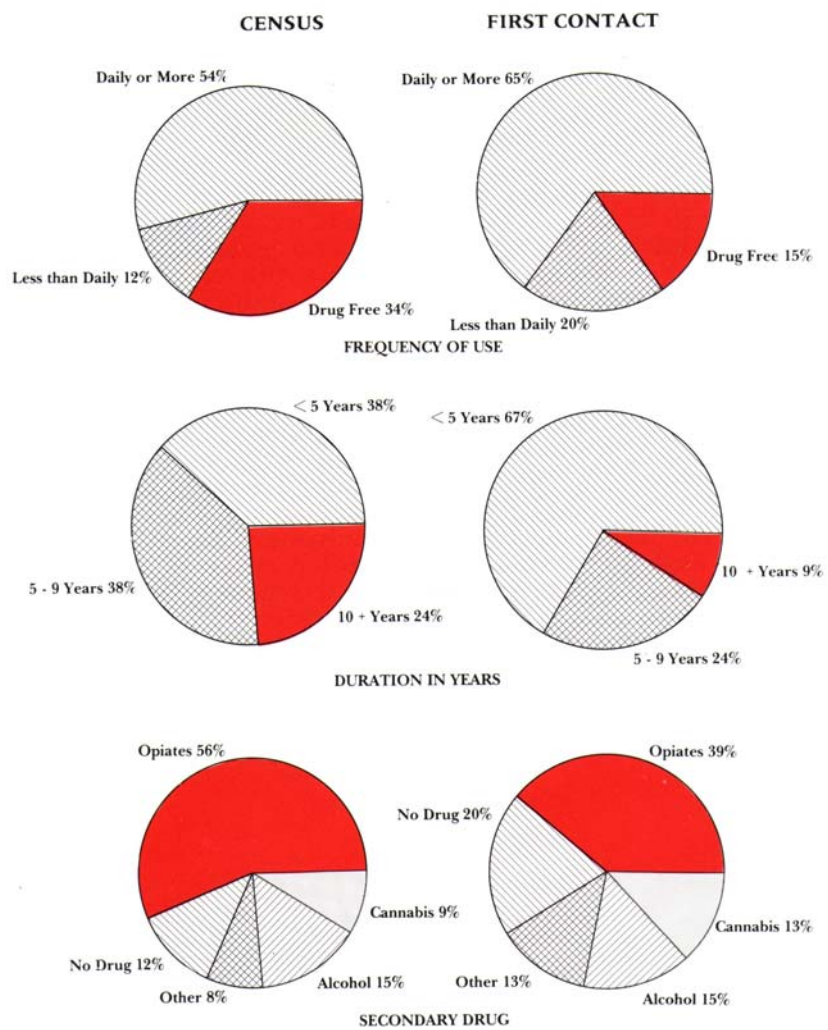 CENSUS
FIRST CONTACT
Daily or More 54%
Daily or More 65%
Less than Daily 12%
Drug Free 34%
Drug Free 15%
Less than Daily 20%
FREQUENCY OF USE
< 5 Years 38%
< 5 Years 67%
5 - 9 Years 38%
10 + Years 24%
10 + Years 9%
5 - 9 Years 24%
DURATION IN YEARS
Opiates 56%
Opiates 39%
No Drug 20%
Cannabis 9%
Cannabis 13%
No Drug 12%
Other 8%
Alcohol 15%
Other 13%
Alcohol 15%
SECONDARY DRUG